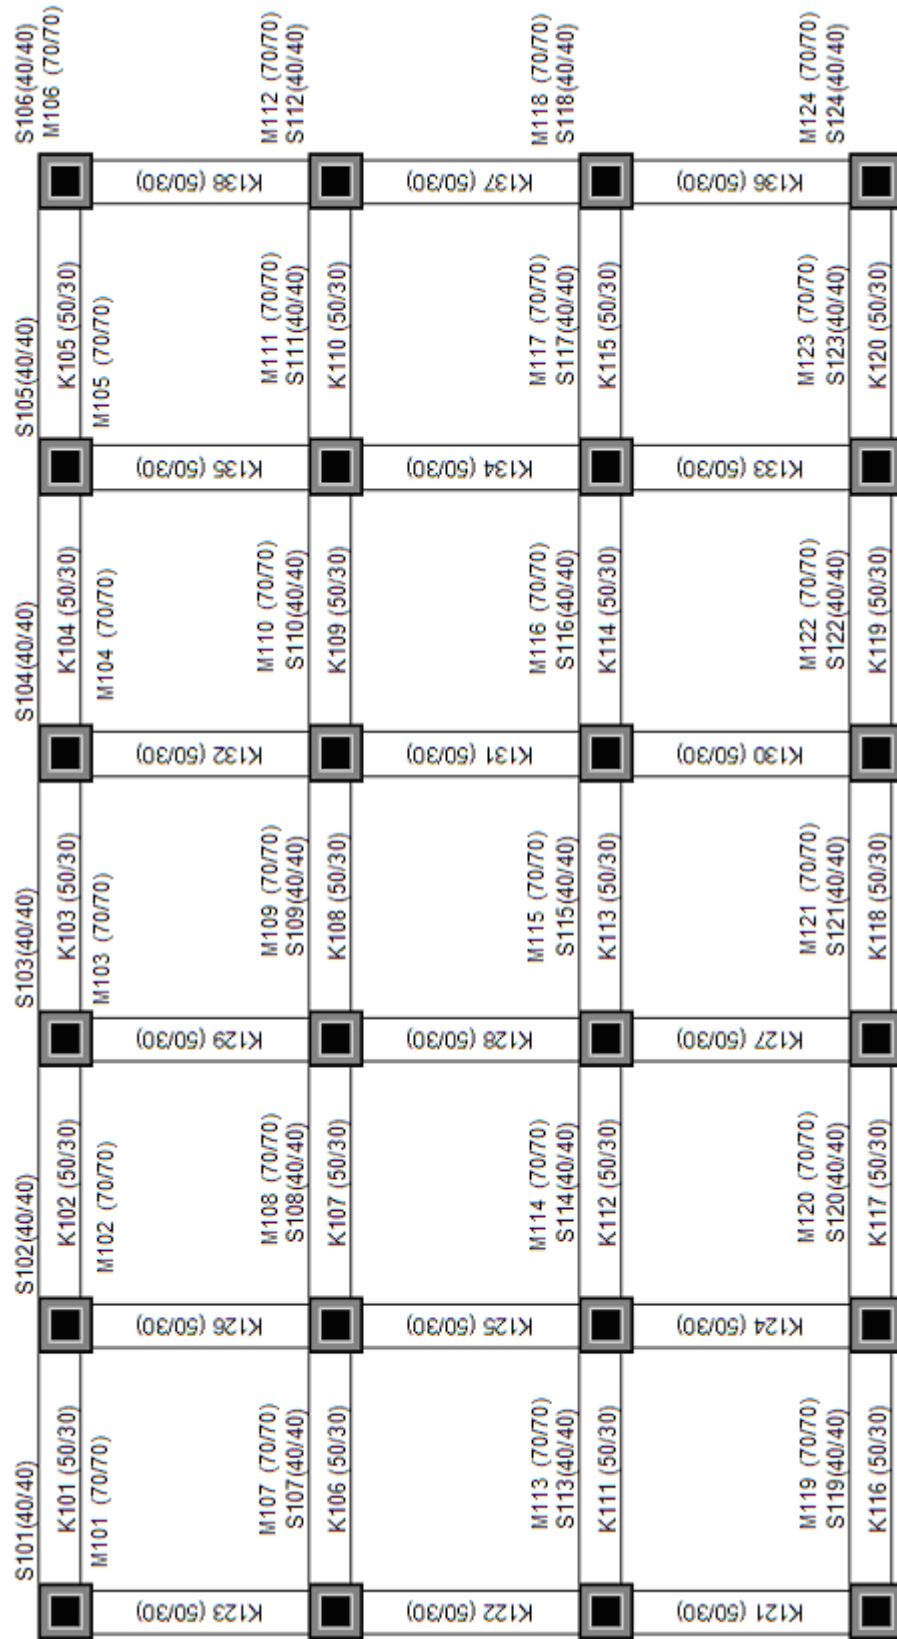 S101(40/40)
K101 (50/30)
M101 (70/70)
S102(40/40)
K102 (50/30)
M102 (70/70)
S103(40/40)
K103 (50/30)
M103 (70/70)
S104(40/40)
K104 (50/30)
M104 (70/70)
S105(40/40)
K105 (50/30)
M105 (70/70)
S106(40/40)
M106 (70/70)
K123 (50/30)
K126 (50/30)
K129 (50/30)
K132 (50/30)
K135 (50/30)
K138 (50/30)
M107 (70/70)
S107(40/40)
K106 (50/30)
M108 (70/70)
S108(40/40)
K107 (50/30)
M109 (70/70)
S109(40/40)
K108 (50/30)
M110 (70/70)
S110(40/40)
K109 (50/30)
M111 (70/70)
S111(40/40)
K110 (50/30)
M112 (70/70)
S112(40/40)
K122 (50/30)
K125 (50/30)
K128 (50/30)
K131 (50/30)
K134 (50/30)
K137 (50/30)
M113 (70/70)
S113(40/40)
K111 (50/30)
M114 (70/70)
S114(40/40)
K112 (50/30)
M115 (70/70)
S115(40/40)
K113 (50/30)
M116 (70/70)
S116(40/40)
K114 (50/30)
M117 (70/70)
S117(40/40)
K115 (50/30)
M118 (70/70)
S118(40/40)
K121 (50/30)
K124 (50/30)
K127 (50/30)
K130 (50/30)
K133 (50/30)
K136 (50/30)
M119 (70/70)
S119(40/40)
K116 (50/30)
M120 (70/70)
S120(40/40)
K117 (50/30)
M121 (70/70)
S121(40/40)
K118 (50/30)
M122 (70/70)
S122(40/40)
K119 (50/30)
M123 (70/70)
S123(40/40)
K120 (50/30)
M124 (70/70)
S124(40/40)